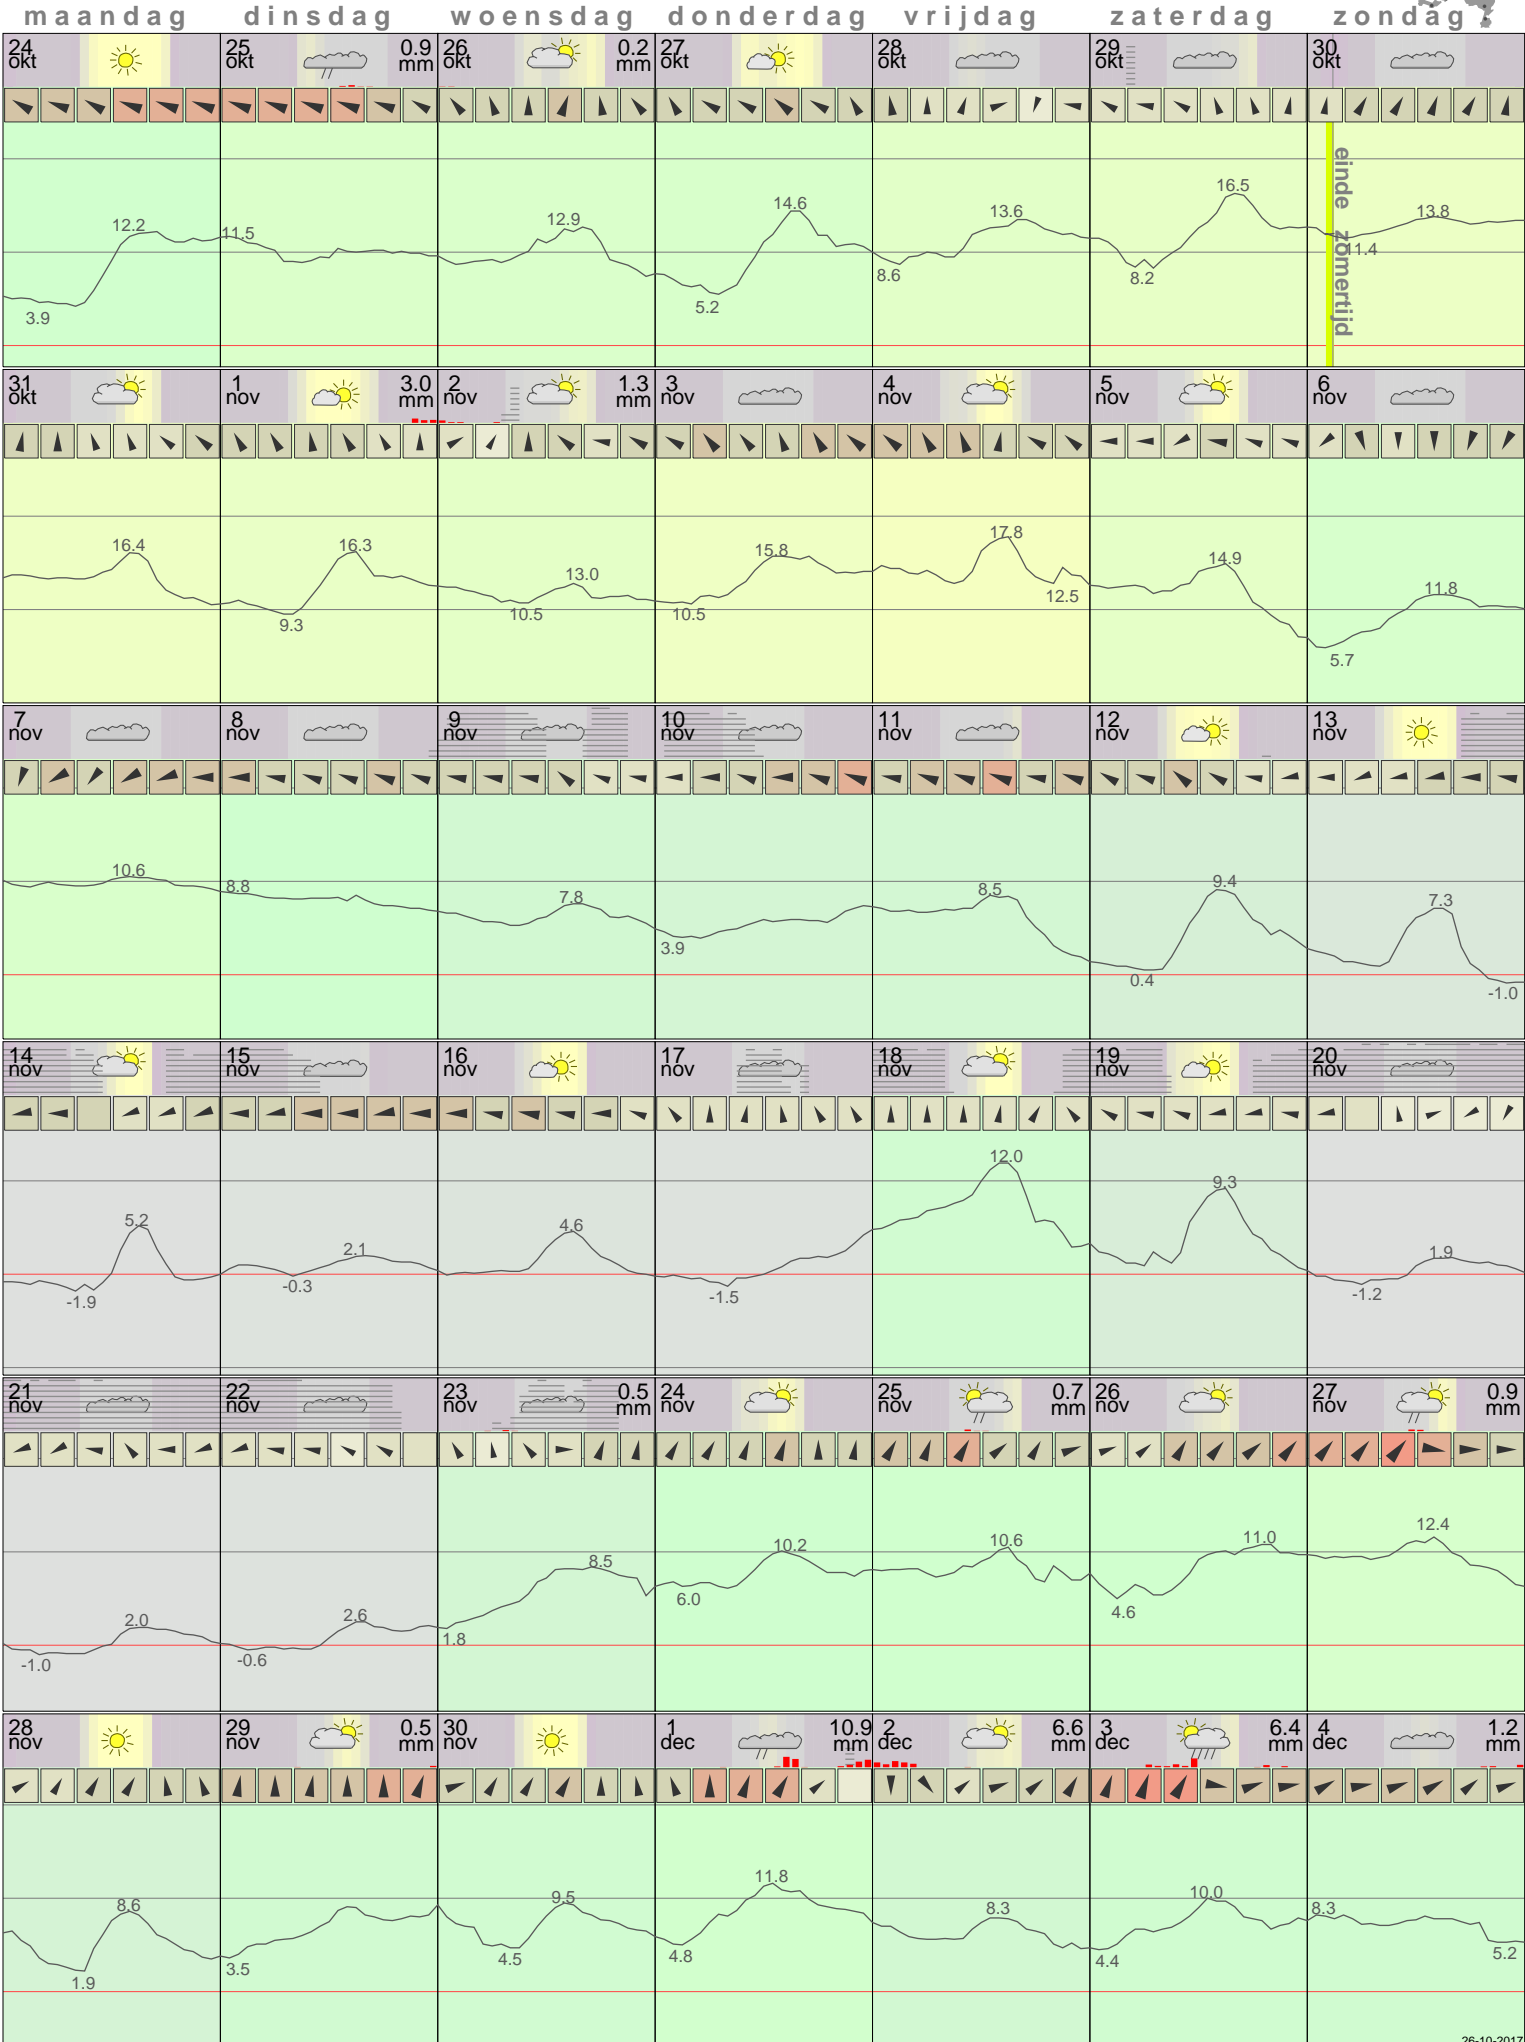 maandag dinsdag woensdag donderdag vrijdag zaterdag zondag
24 okt 25 okt 0.9 mm 26 okt 0.2 mm 27 okt 28 okt 29 okt 30 okt
einde zomertijd
3.9 12.2 11.5 12.9 5.2 14.6 8.6 13.6 8.2 16.5 11.4 13.8
31 okt 1 nov 3.0 mm 2 nov 1.3 mm 3 nov 4 nov 5 nov 6 nov
16.4 9.3 16.3 10.5 13.0 10.5 15.8 17.8 12.5 14.9 5.7 11.8
7 nov 8 nov 9 nov 10 nov 11 nov 12 nov 13 nov
10.6 8.8 7.8 3.9 8.5 0.4 9.4 7.3 -1.0
14 nov 15 nov 16 nov 17 nov 18 nov 19 nov 20 nov
-1.9 5.2 -0.3 2.1 4.6 -1.5 12.0 9.3 -1.2 1.9
21 nov 22 nov 23 nov 0.5 mm 24 nov 25 nov 0.7 mm 26 nov 27 nov 0.9 mm
-1.0 2.0 -0.6 2.6 1.8 8.5 6.0 10.2 10.6 4.6 11.0 12.4
28 nov 29 nov 0.5 mm 30 nov 1 dec 10.9 mm 2 dec 6.6 mm 3 dec 6.4 mm 4 dec 1.2 mm
1.9 8.6 3.5 4.5 9.5 4.8 11.8 8.3 4.4 10.0 8.3 5.2
26-10-2017